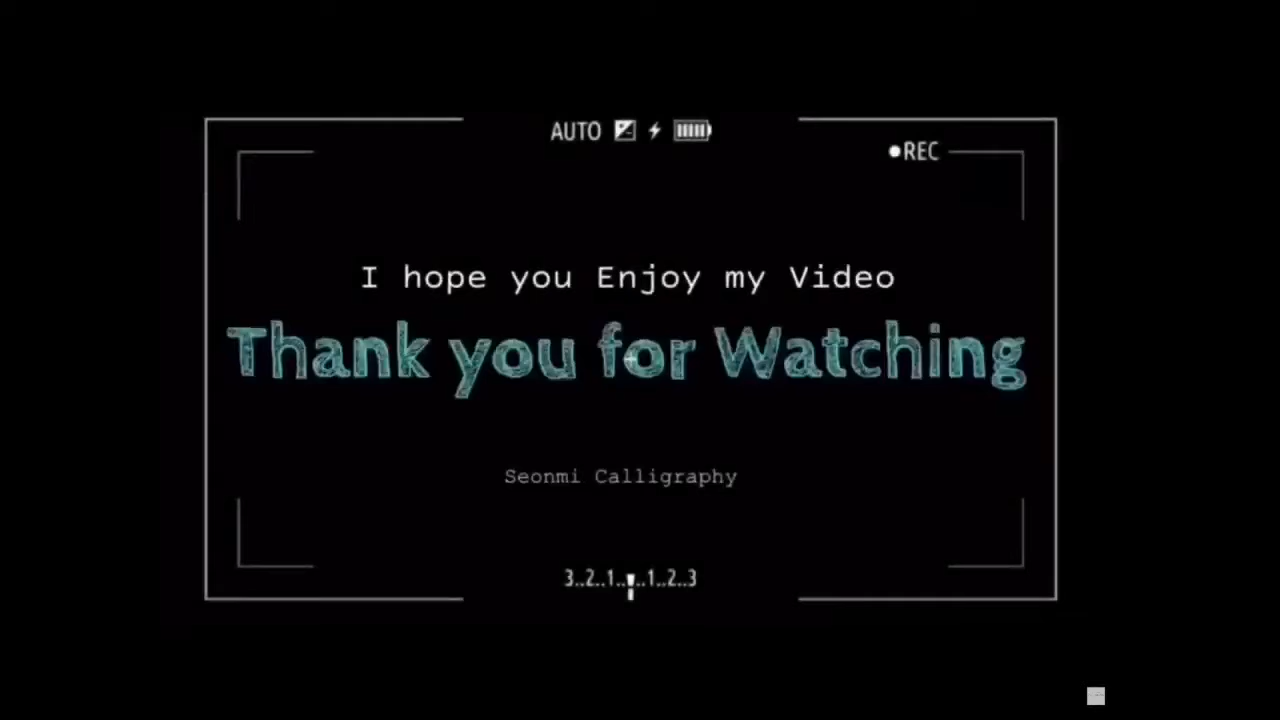 AUTO
REC
I hope you Enjoy my Video
Thank you for Watching
Seonmi Calligraphy
3..2..1..‌..1..2..3